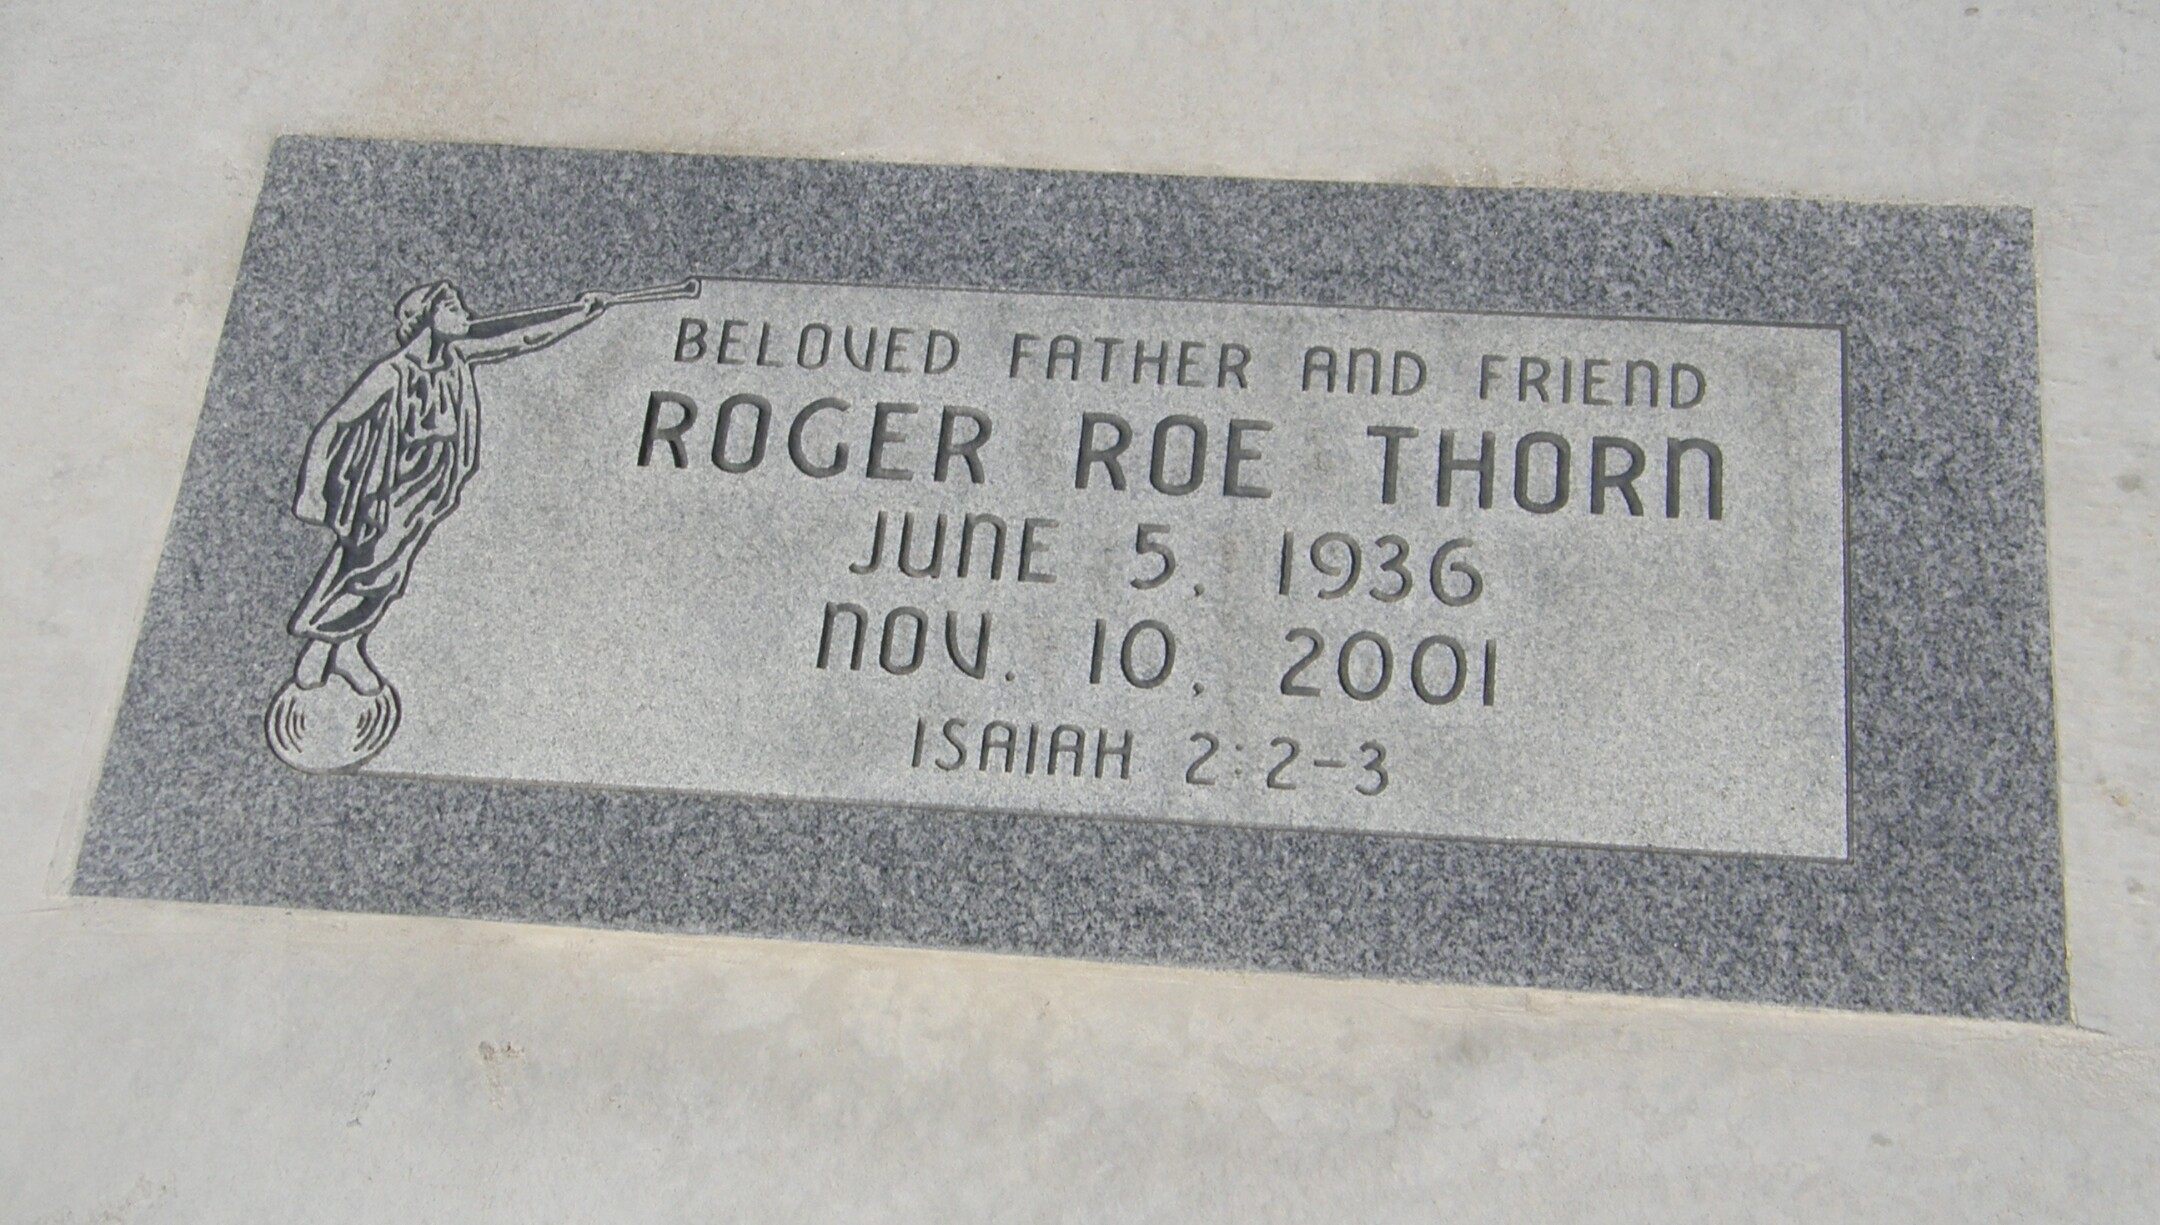 BELOVED FATHER AND FRIEND
ROGER ROE THORN
JUNE 5, 1936
NOV. 10, 2001
ISAIAH 2:2-3